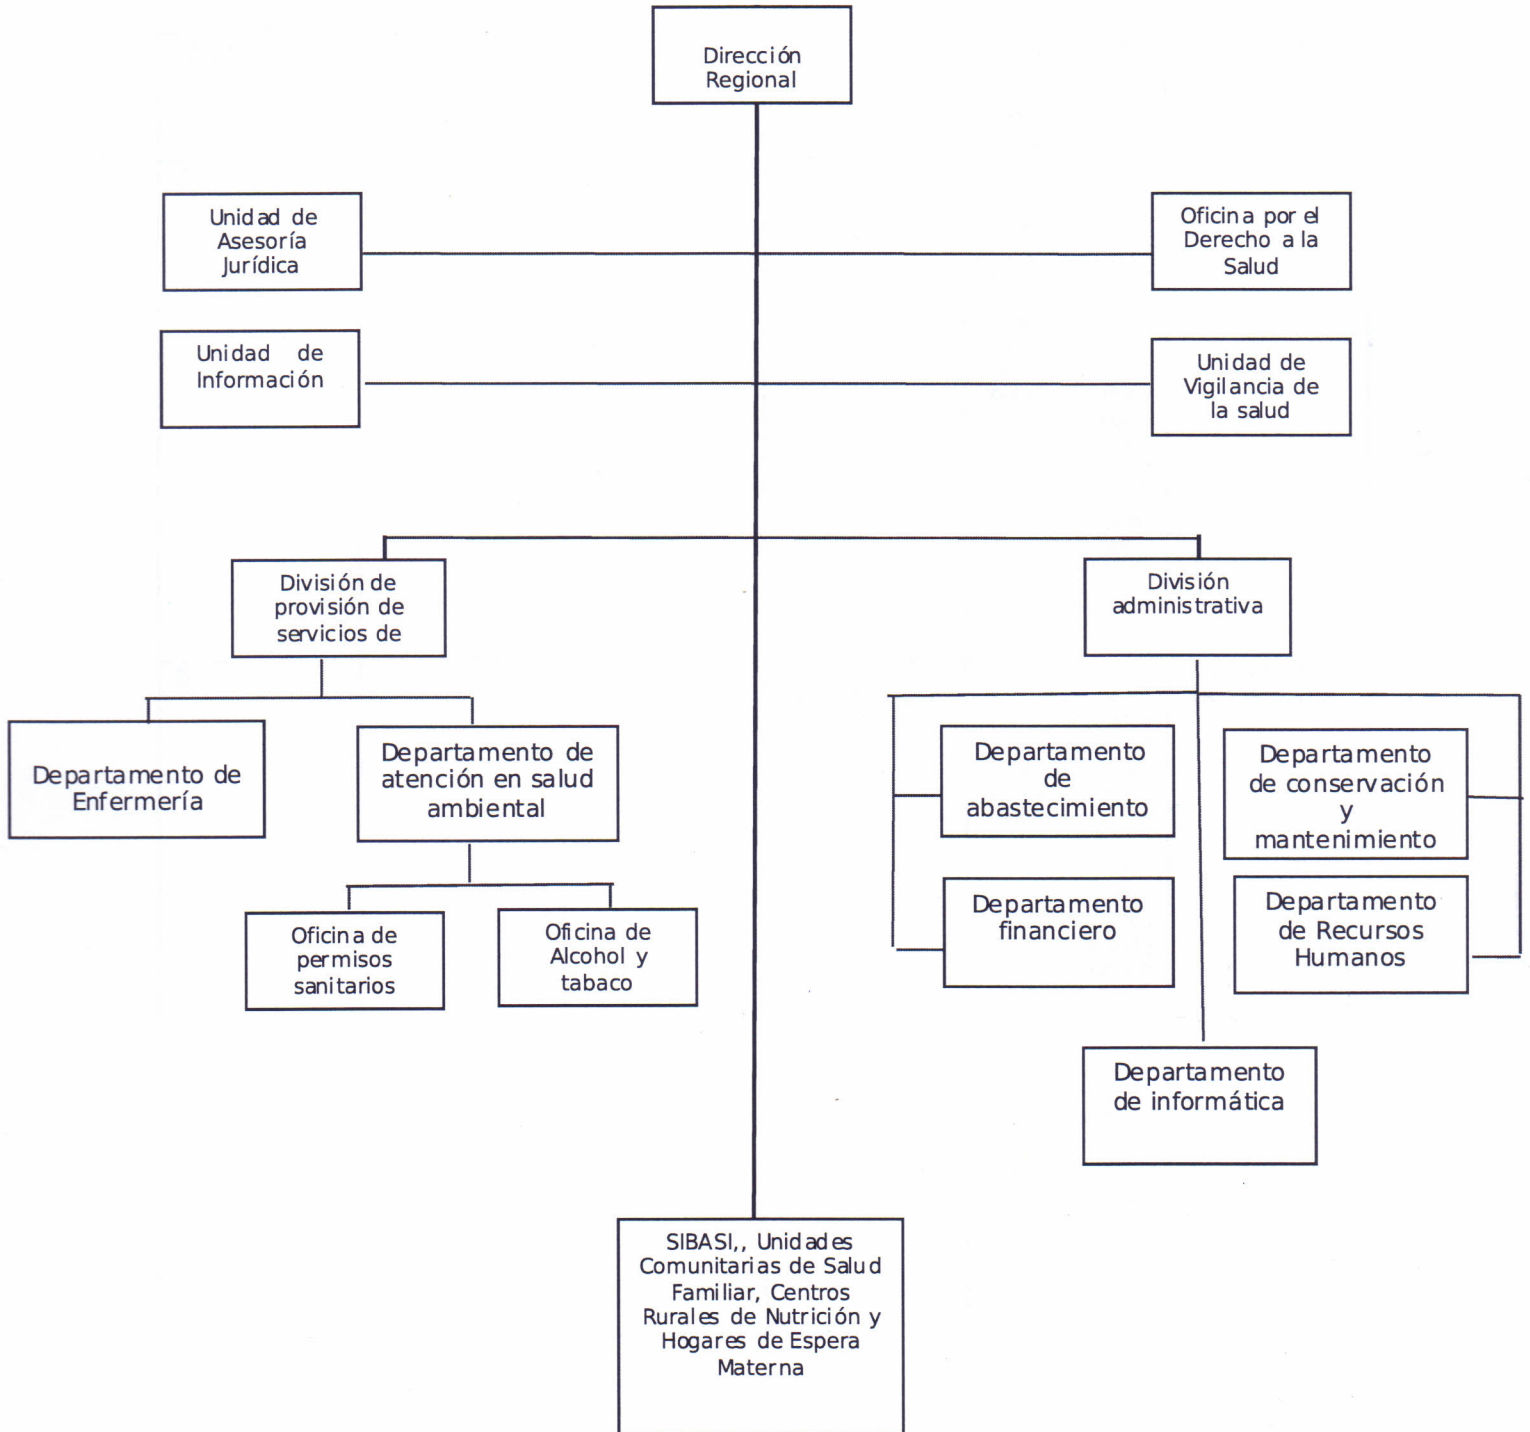 Dirección
Regional
Unidad de
Asesoría
Jurídica
Oficina por el
Derecho a la
Salud
Unidad de
Información
Unidad de
Vigilancia de
la salud
División de
provisión de
servicios de
División
administrativa
Departamento de
Enfermería
Departamento de
atención en salud
ambiental
Departamento
de
abastecimiento
Departamento
de conservación
y
mantenimiento
Oficina de
permisos
sanitarios
Oficina de
Alcohol y
tabaco
Departamento
financiero
Departamento
de Recursos
Humanos
Departamento
de informática
SIBASI,, Unidades
Comunitarias de Salud
Familiar, Centros
Rurales de Nutrición y
Hogares de Espera
Materna